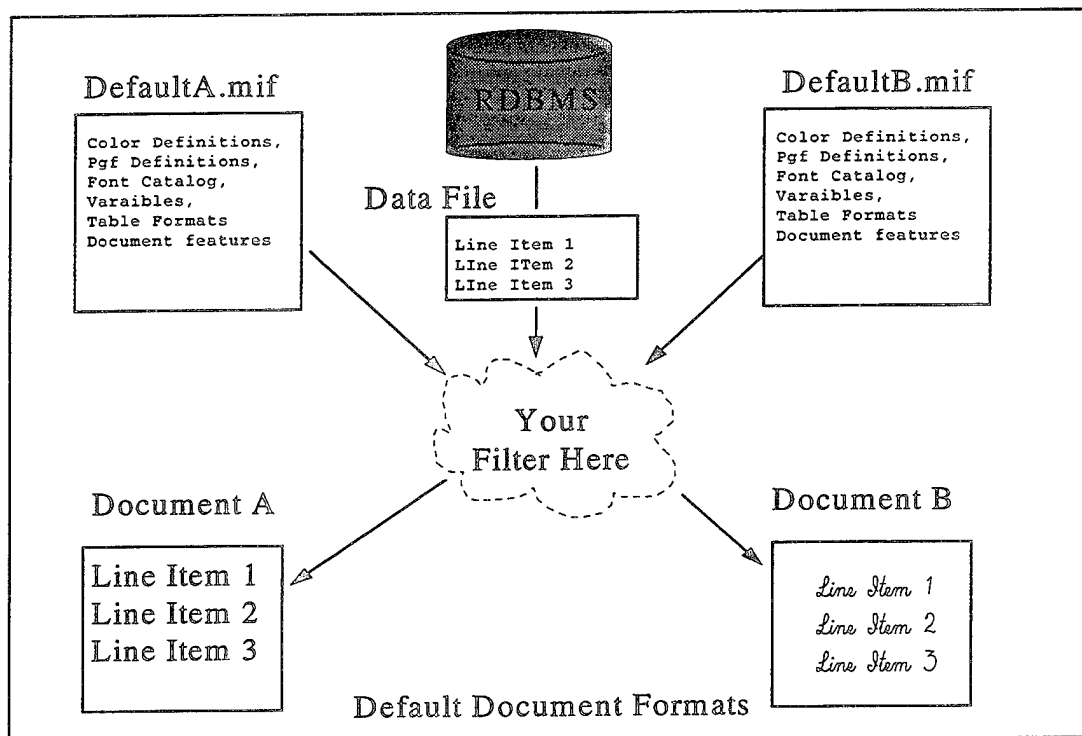 DefaultA.mif
Color Definitions,
Pgf Definitions,
Font Catalog,
Varaibles,
Table Formats
Document features
RDBMS
Data File
Line Item 1
LIne ITem 2
LIne Item 3
DefaultB.mif
Color Definitions,
Pgf Definitions,
Font Catalog,
Varaibles,
Table Formats
Document features
Your
Filter Here
Document A
Line Item 1
Line Item 2
Line Item 3
Document B
Line Item 1
Line Item 2
Line Item 3
Default Document Formats